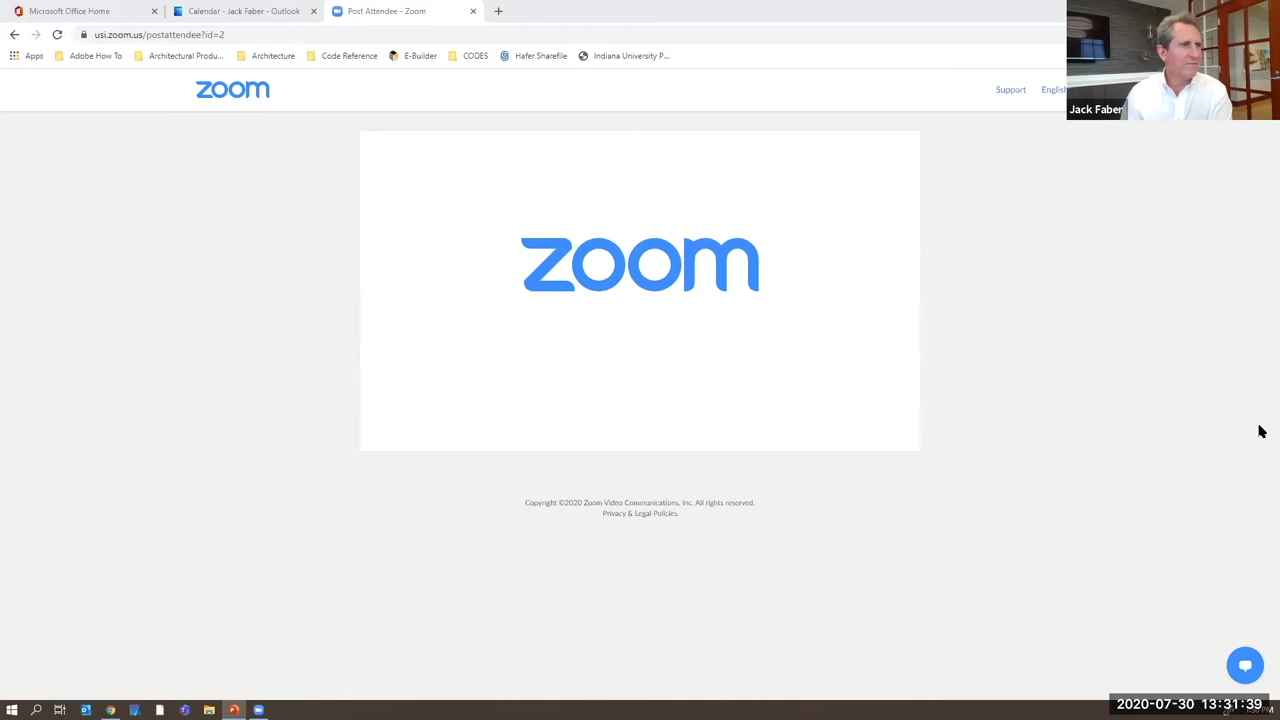 Microsoft Office Home
Calendar - Jack Faber - Outlook
Post Attendee - Zoom
usi.zoom.us/postattendee?id=2
Apps
Adobe How To
Architectural Produ...
Architecture
Code Referen...
E-Builder
CODES
Hafer Sharefile
Indiana University P...
zoom
Support
English
Jack Faber
zoom
Copyright ©2020 Zoom Video Communications, Inc. All rights reserved.
Privacy & Legal Policies
2020-07-30 13:31:39